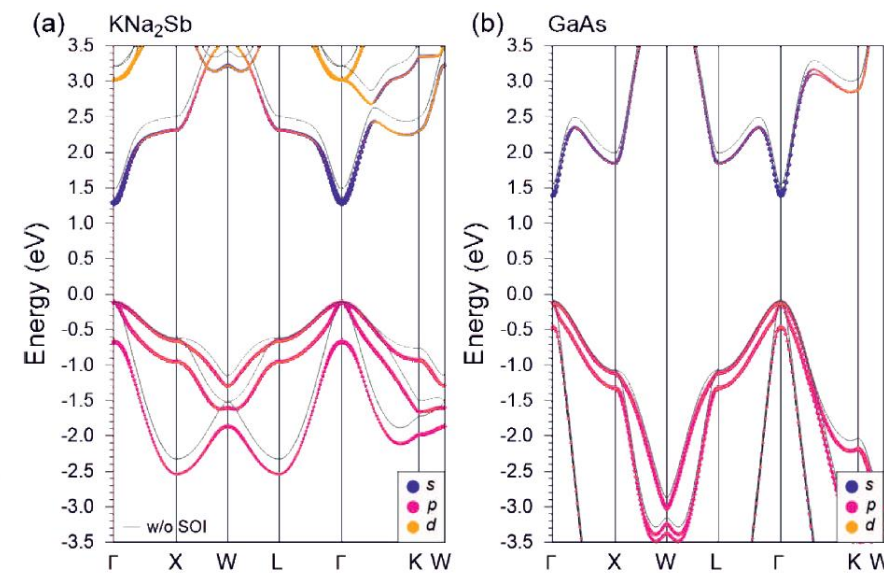 (a) KNa₂Sb
Energy (eV)
3.5
3.0
2.5
2.0
1.5
1.0
0.5
0.0
-0.5
-1.0
-1.5
-2.0
-2.5
-3.0
-3.5
w/o SOI
s
p
d
Γ X W L Γ K W
(b) GaAs
Energy (eV)
3.5
3.0
2.5
2.0
1.5
1.0
0.5
0.0
-0.5
-1.0
-1.5
-2.0
-2.5
-3.0
-3.5
s
p
d
Γ X W L Γ K W